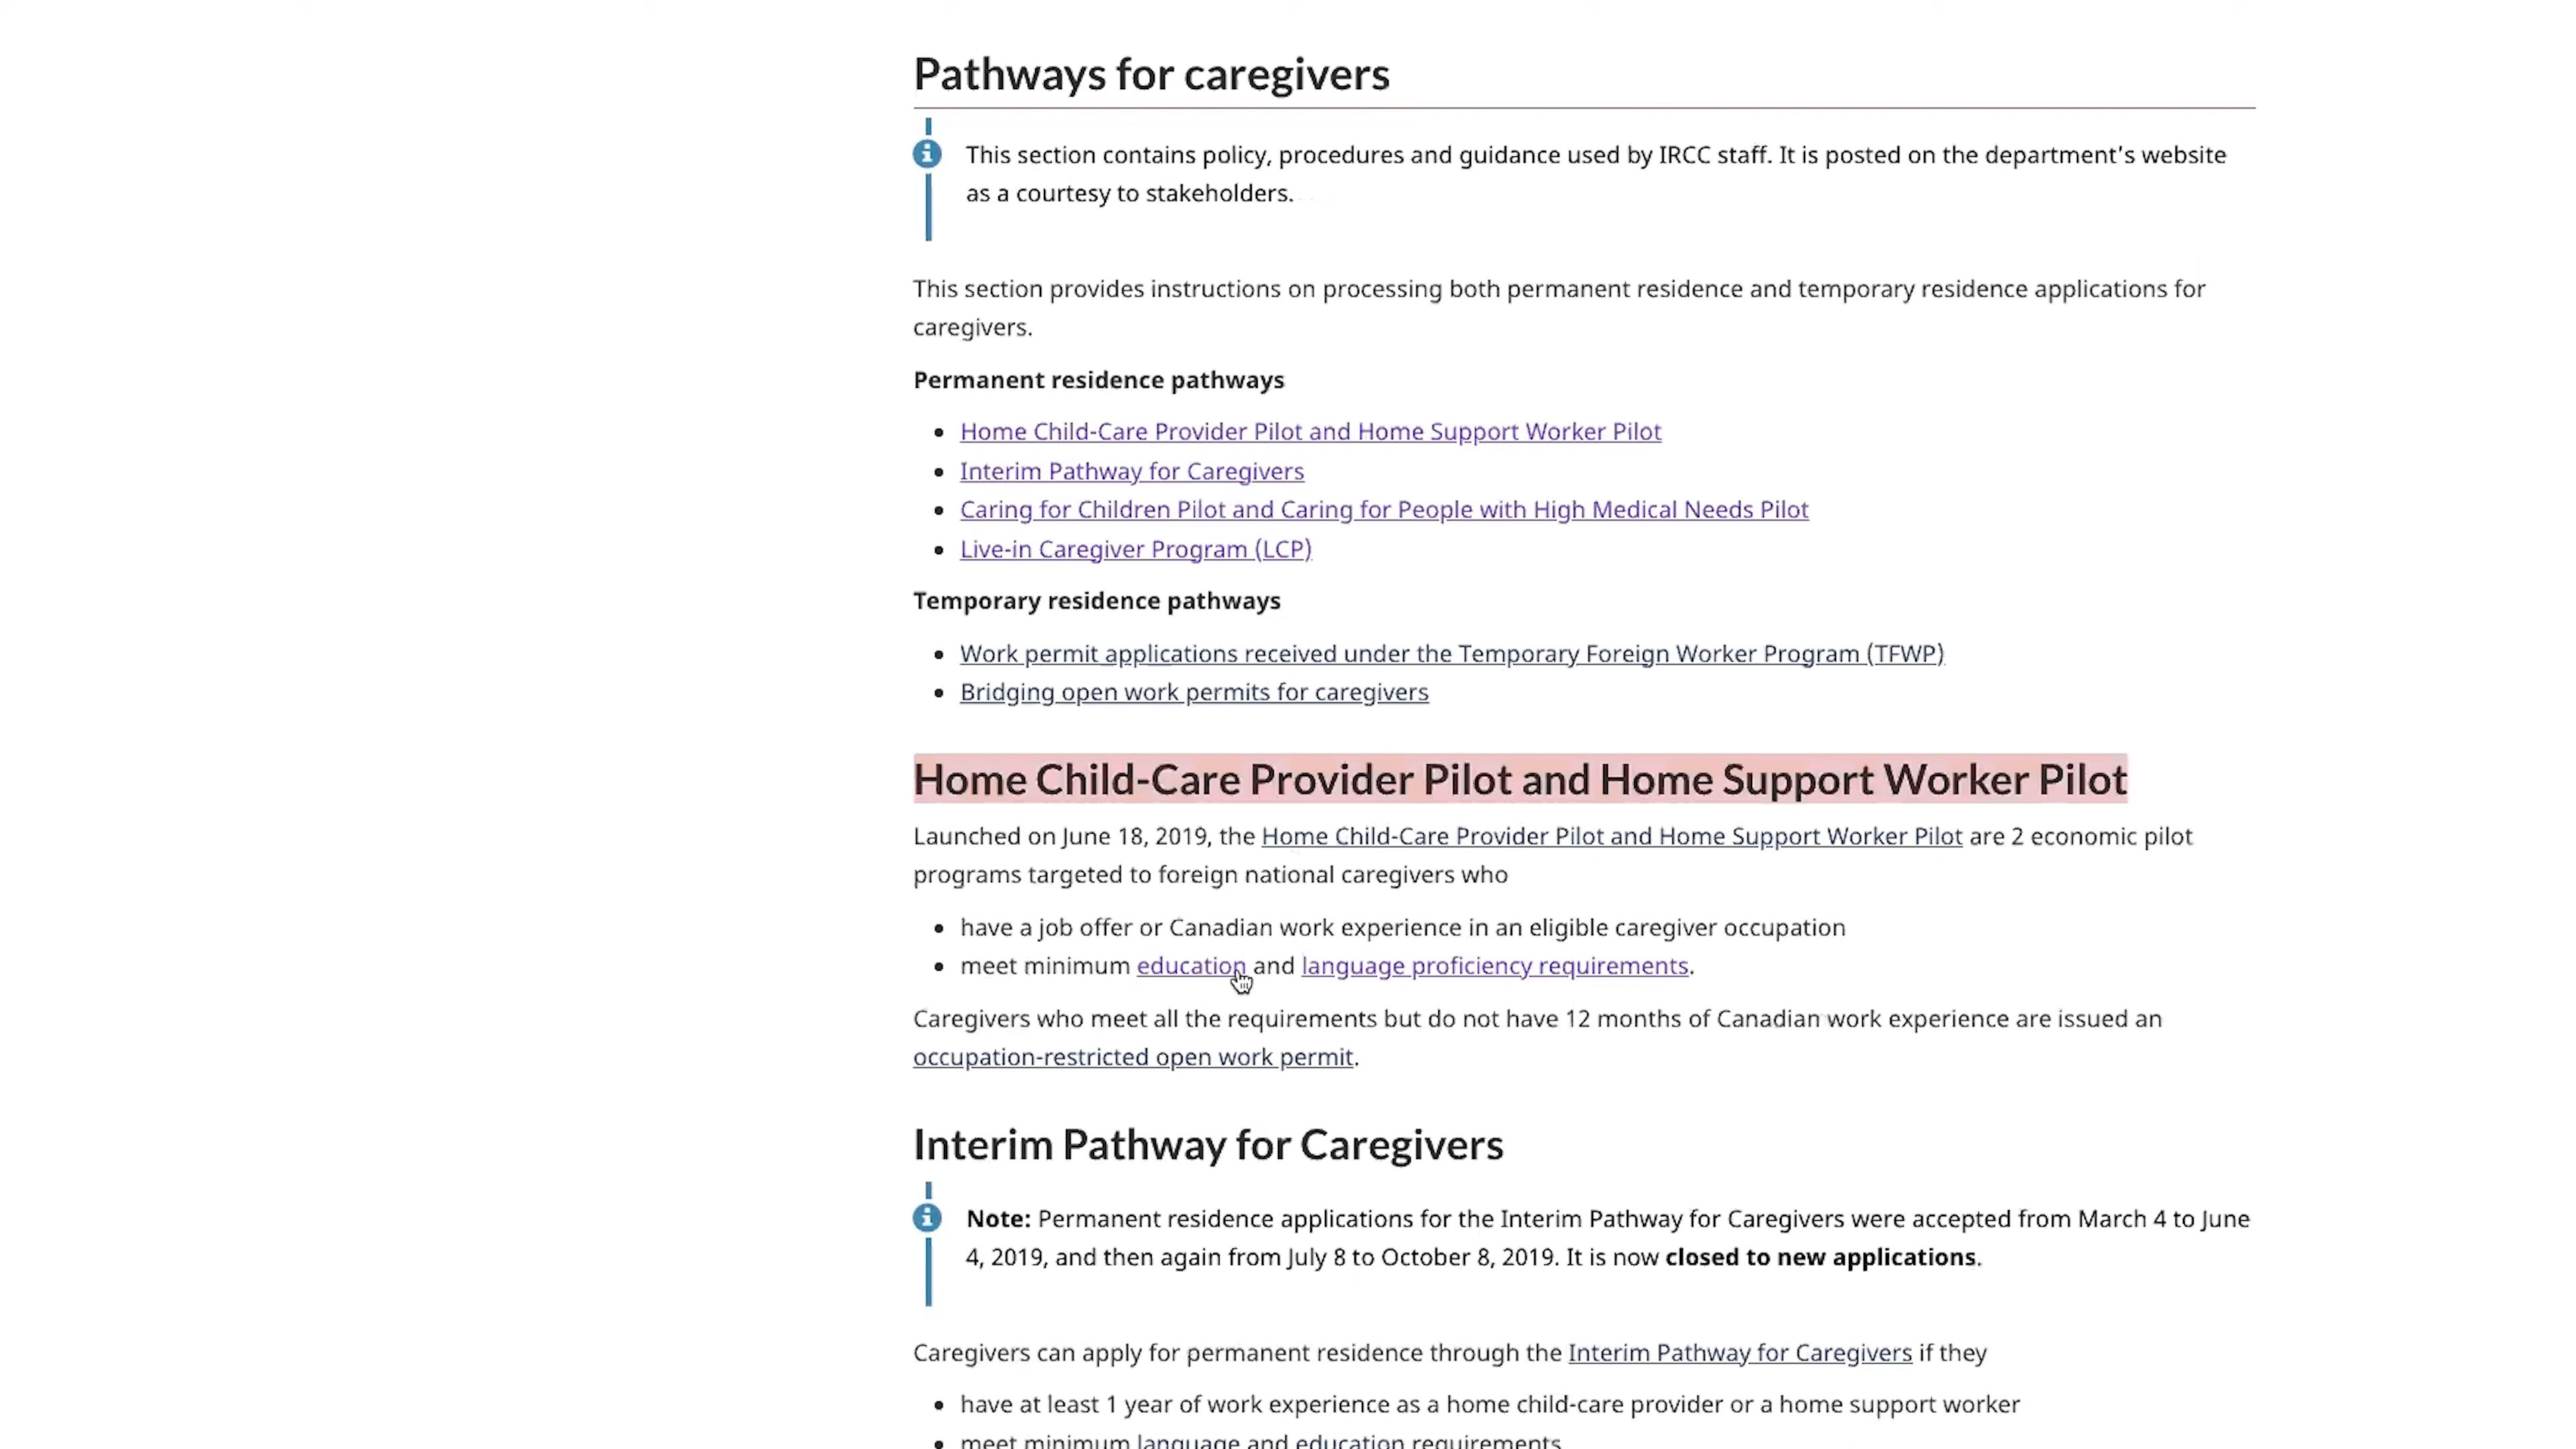 Pathways for caregivers
This section contains policy, procedures and guidance used by IRCC staff. It is posted on the department's website
as a courtesy to stakeholders.
This section provides instructions on processing both permanent residence and temporary residence applications for
caregivers.
Permanent residence pathways
Home Child-Care Provider Pilot and Home Support Worker Pilot
Interim Pathway for Caregivers
Caring for Children Pilot and Caring for People with High Medical Needs Pilot
Live-in Caregiver Program (LCP)
Temporary residence pathways
Work permit applications received under the Temporary Foreign Worker Program (TFWP)
Bridging open work permits for caregivers
Home Child-Care Provider Pilot and Home Support Worker Pilot
Launched on June 18, 2019, the Home Child-Care Provider Pilot and Home Support Worker Pilot are 2 economic pilot
programs targeted to foreign national caregivers who
have a job offer or Canadian work experience in an eligible caregiver occupation
meet minimum education and language proficiency requirements.
Caregivers who meet all the requirements but do not have 12 months of Canadian work experience are issued an
occupation-restricted open work permit.
Interim Pathway for Caregivers
Note: Permanent residence applications for the Interim Pathway for Caregivers were accepted from March 4 to June
4, 2019, and then again from July 8 to October 8, 2019. It is now closed to new applications.
Caregivers can apply for permanent residence through the Interim Pathway for Caregivers if they
have at least 1 year of work experience as a home child-care provider or a home support worker
meet minimum language and education requirements